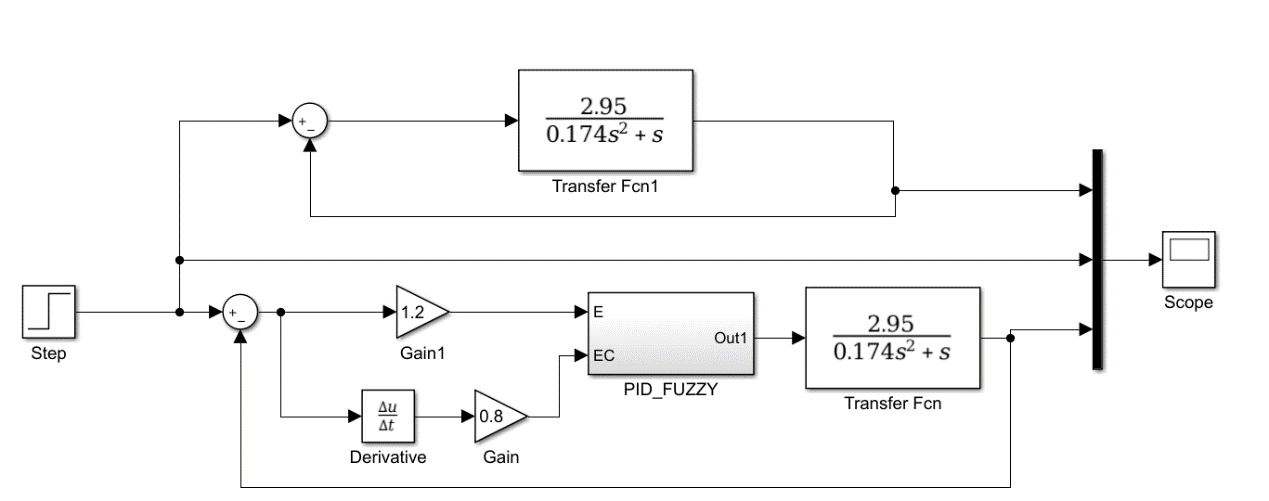 2.95
0.174s² + s
Transfer Fcn1
+
−
Step
+
−
1.2
Gain1
E
EC
Out1
PID_FUZZY
2.95
0.174s² + s
Transfer Fcn
Scope
Δu
Δt
Derivative
0.8
Gain